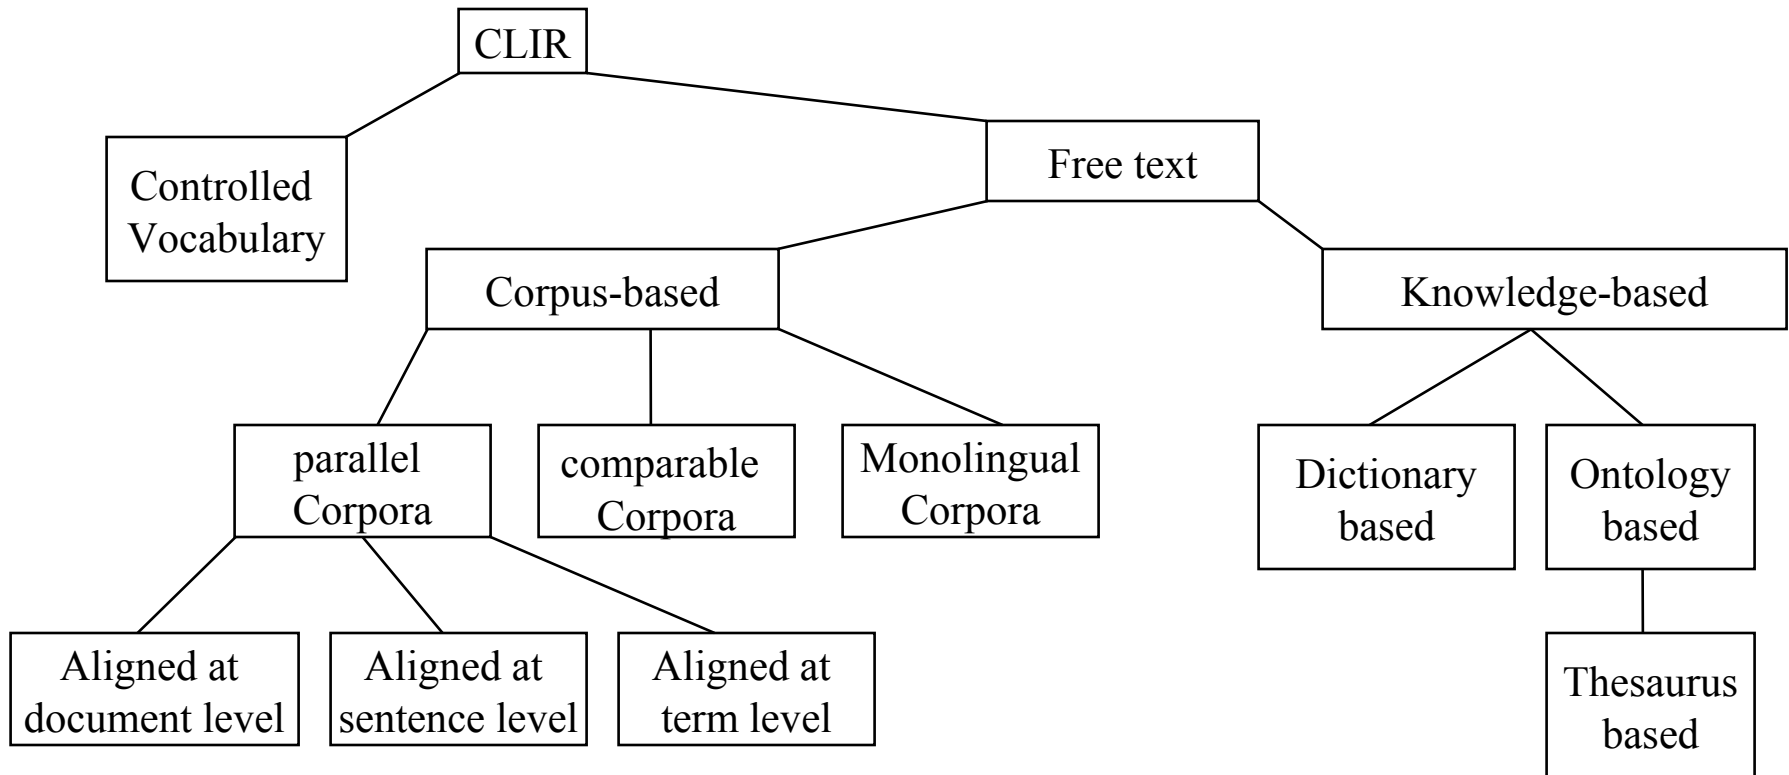 CLIR
Free text
Controlled
Vocabulary
Corpus-based
Knowledge-based
parallel
Corpora
comparable
Corpora
Monolingual
Corpora
Dictionary
based
Ontology
based
Aligned at
document level
Aligned at
sentence level
Aligned at
term level
Thesaurus
based